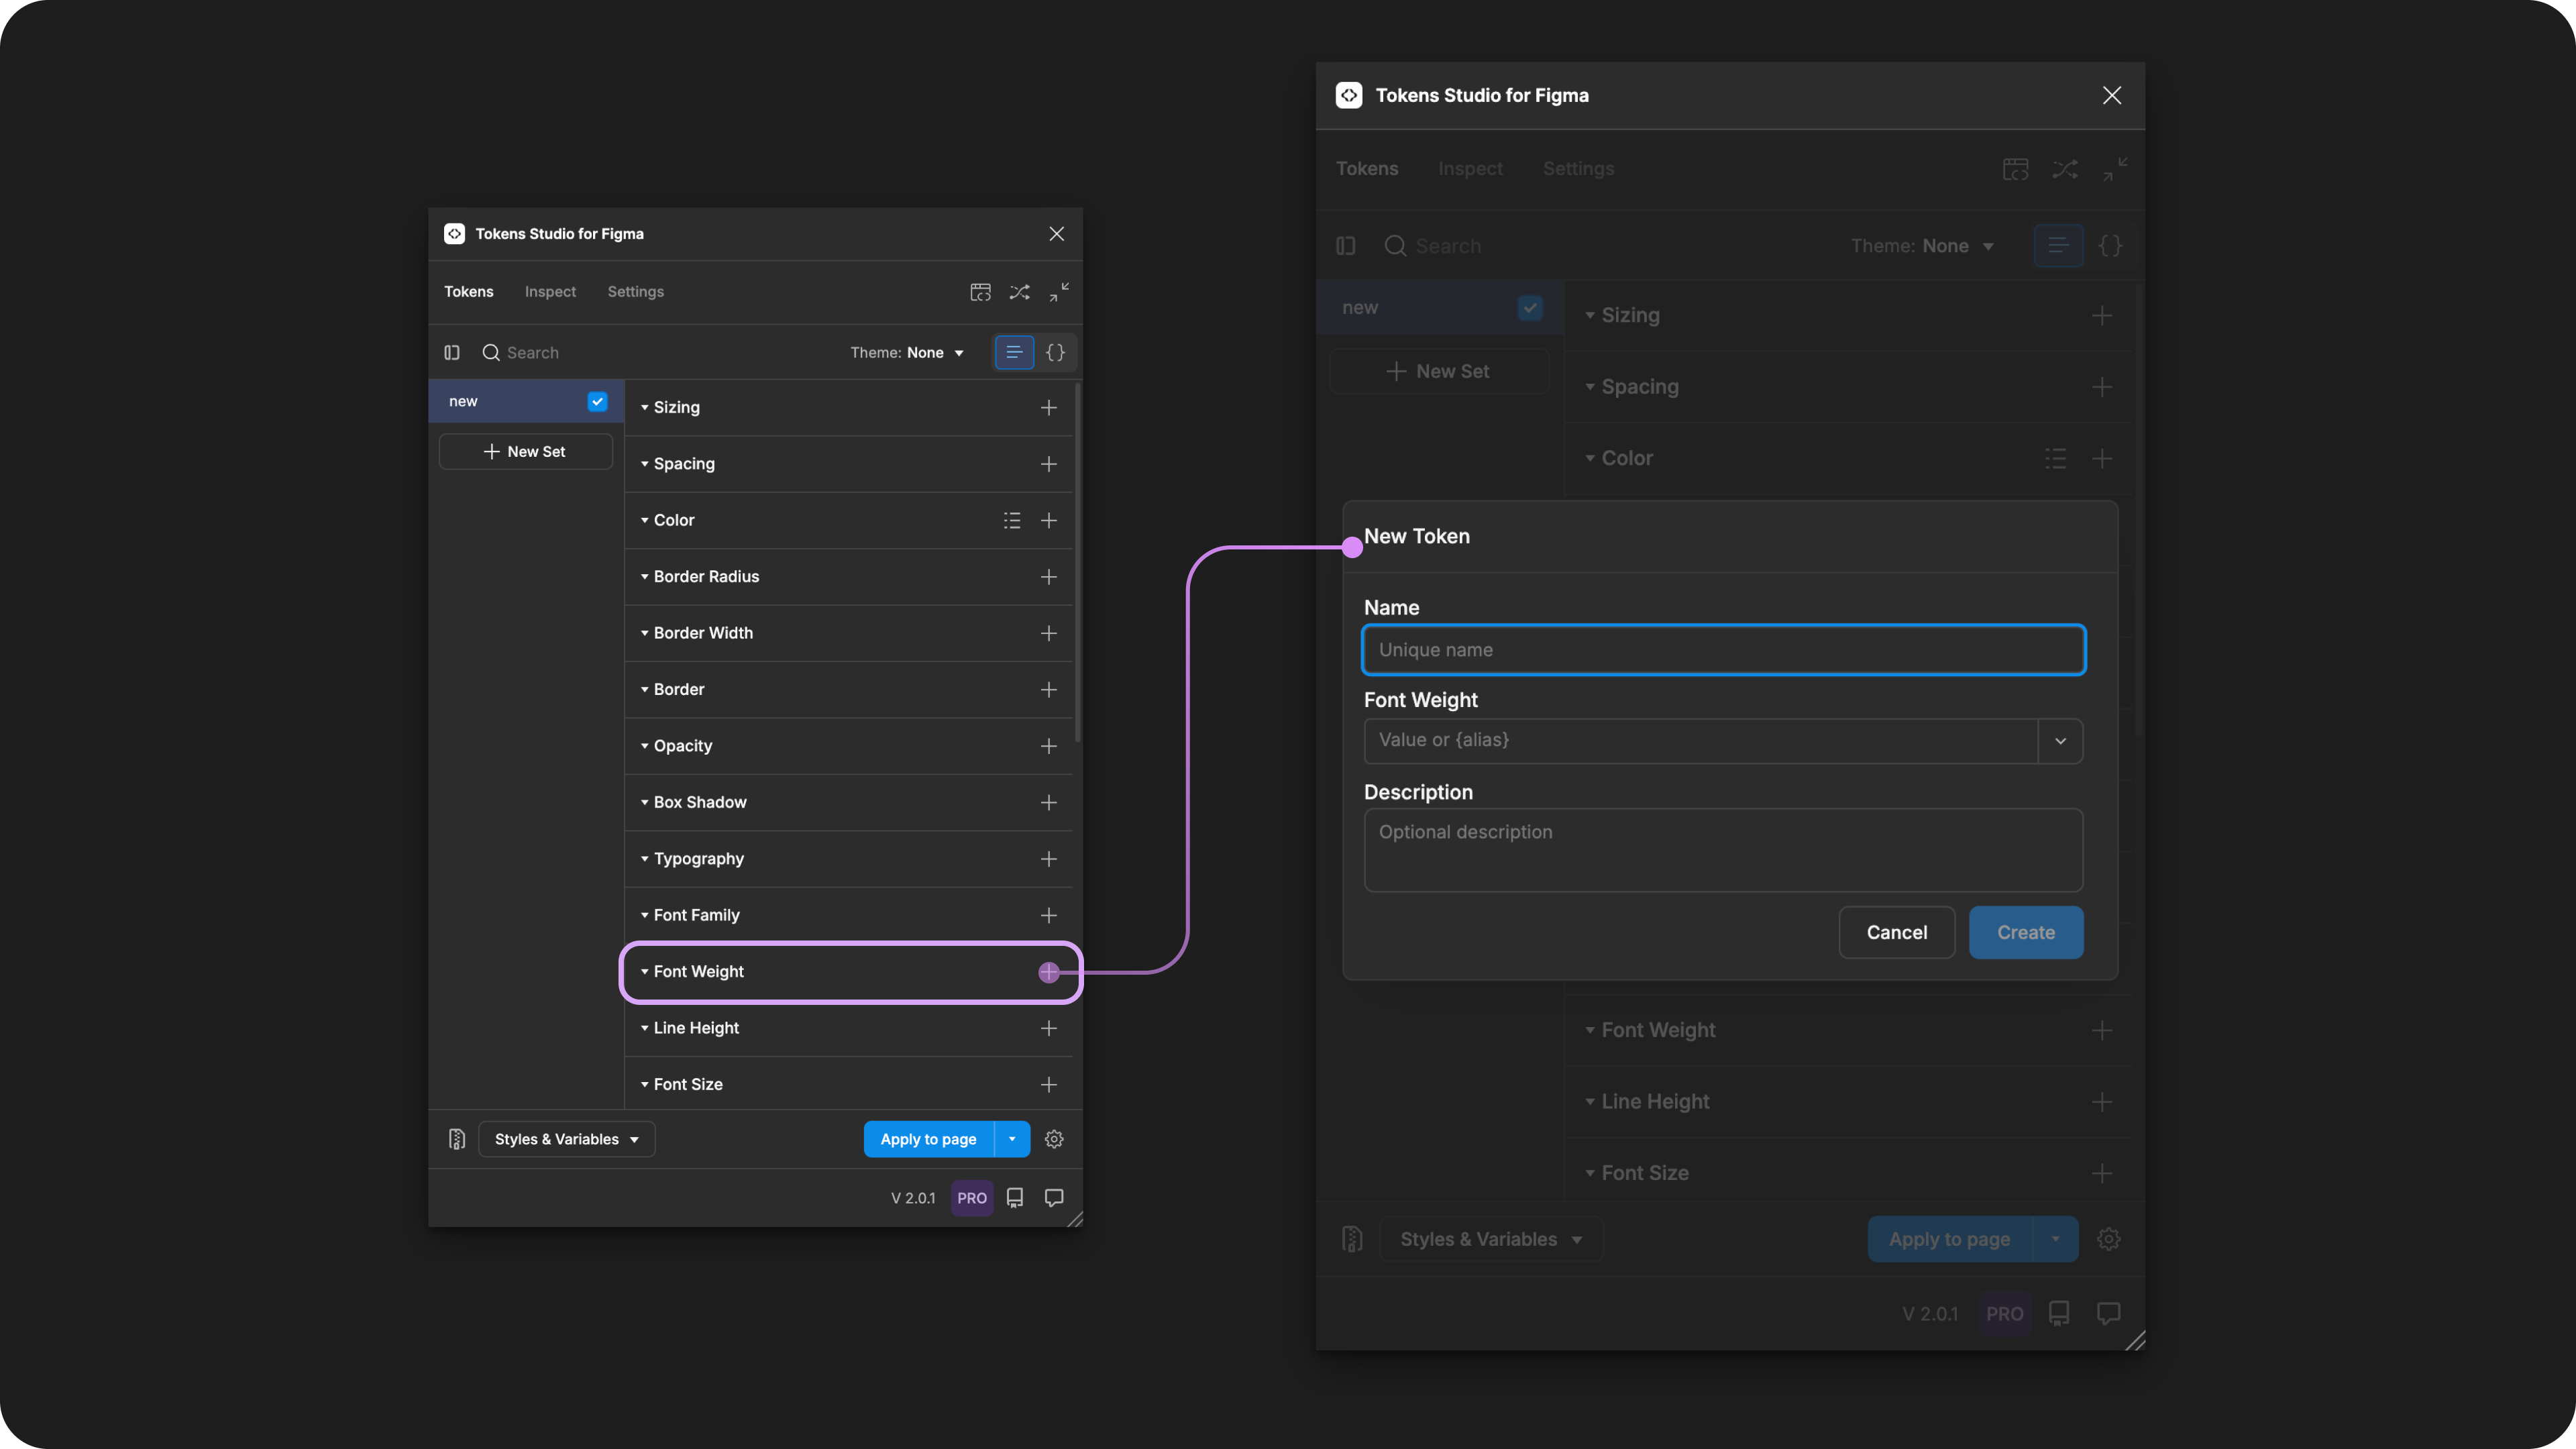 Tokens Studio for Figma
Tokens Inspect Settings
Search Theme: None {}
new
New Set
Sizing
Spacing
Color
Border Radius
Border Width
Border
Opacity
Box Shadow
Typography
Font Family
Font Weight
Line Height
Font Size
Styles & Variables Apply to page
V 2.0.1 PRO
Tokens Studio for Figma
Tokens Inspect Settings
Search Theme: None {}
new
New Set
Sizing
Spacing
Color
New Token
Name
Unique name
Font Weight
Value or {alias}
Description
Optional description
Cancel Create
Font Weight
Line Height
Font Size
Styles & Variables Apply to page
V 2.0.1 PRO